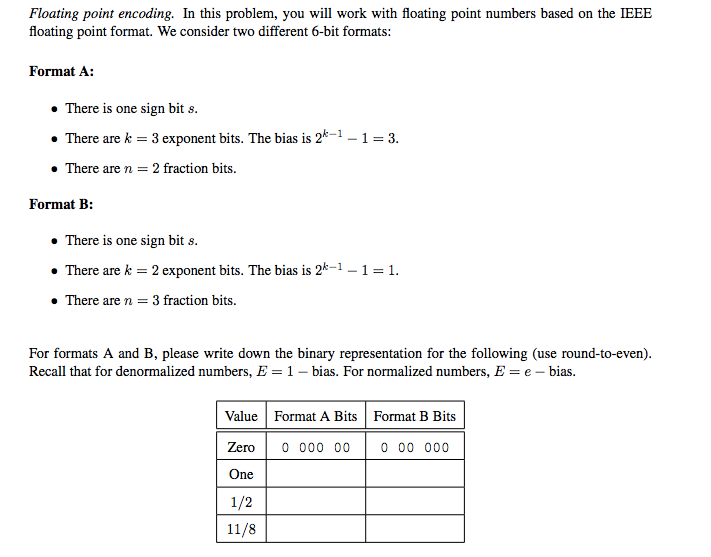 Floating point encoding. In this problem, you will work with floating point numbers based on the IEEE
floating point format. We consider two different 6-bit formats:
Format A:
• There is one sign bit s.
• There are k = 3 exponent bits. The bias is 2^{k−1} − 1 = 3.
• There are n = 2 fraction bits.
Format B:
• There is one sign bit s.
• There are k = 2 exponent bits. The bias is 2^{k−1} − 1 = 1.
• There are n = 3 fraction bits.
For formats A and B, please write down the binary representation for the following (use round-to-even).
Recall that for denormalized numbers, E = 1 − bias. For normalized numbers, E = e − bias.
Value Format A Bits Format B Bits
Zero 0 000 00 0 00 000
One
1/2
11/8